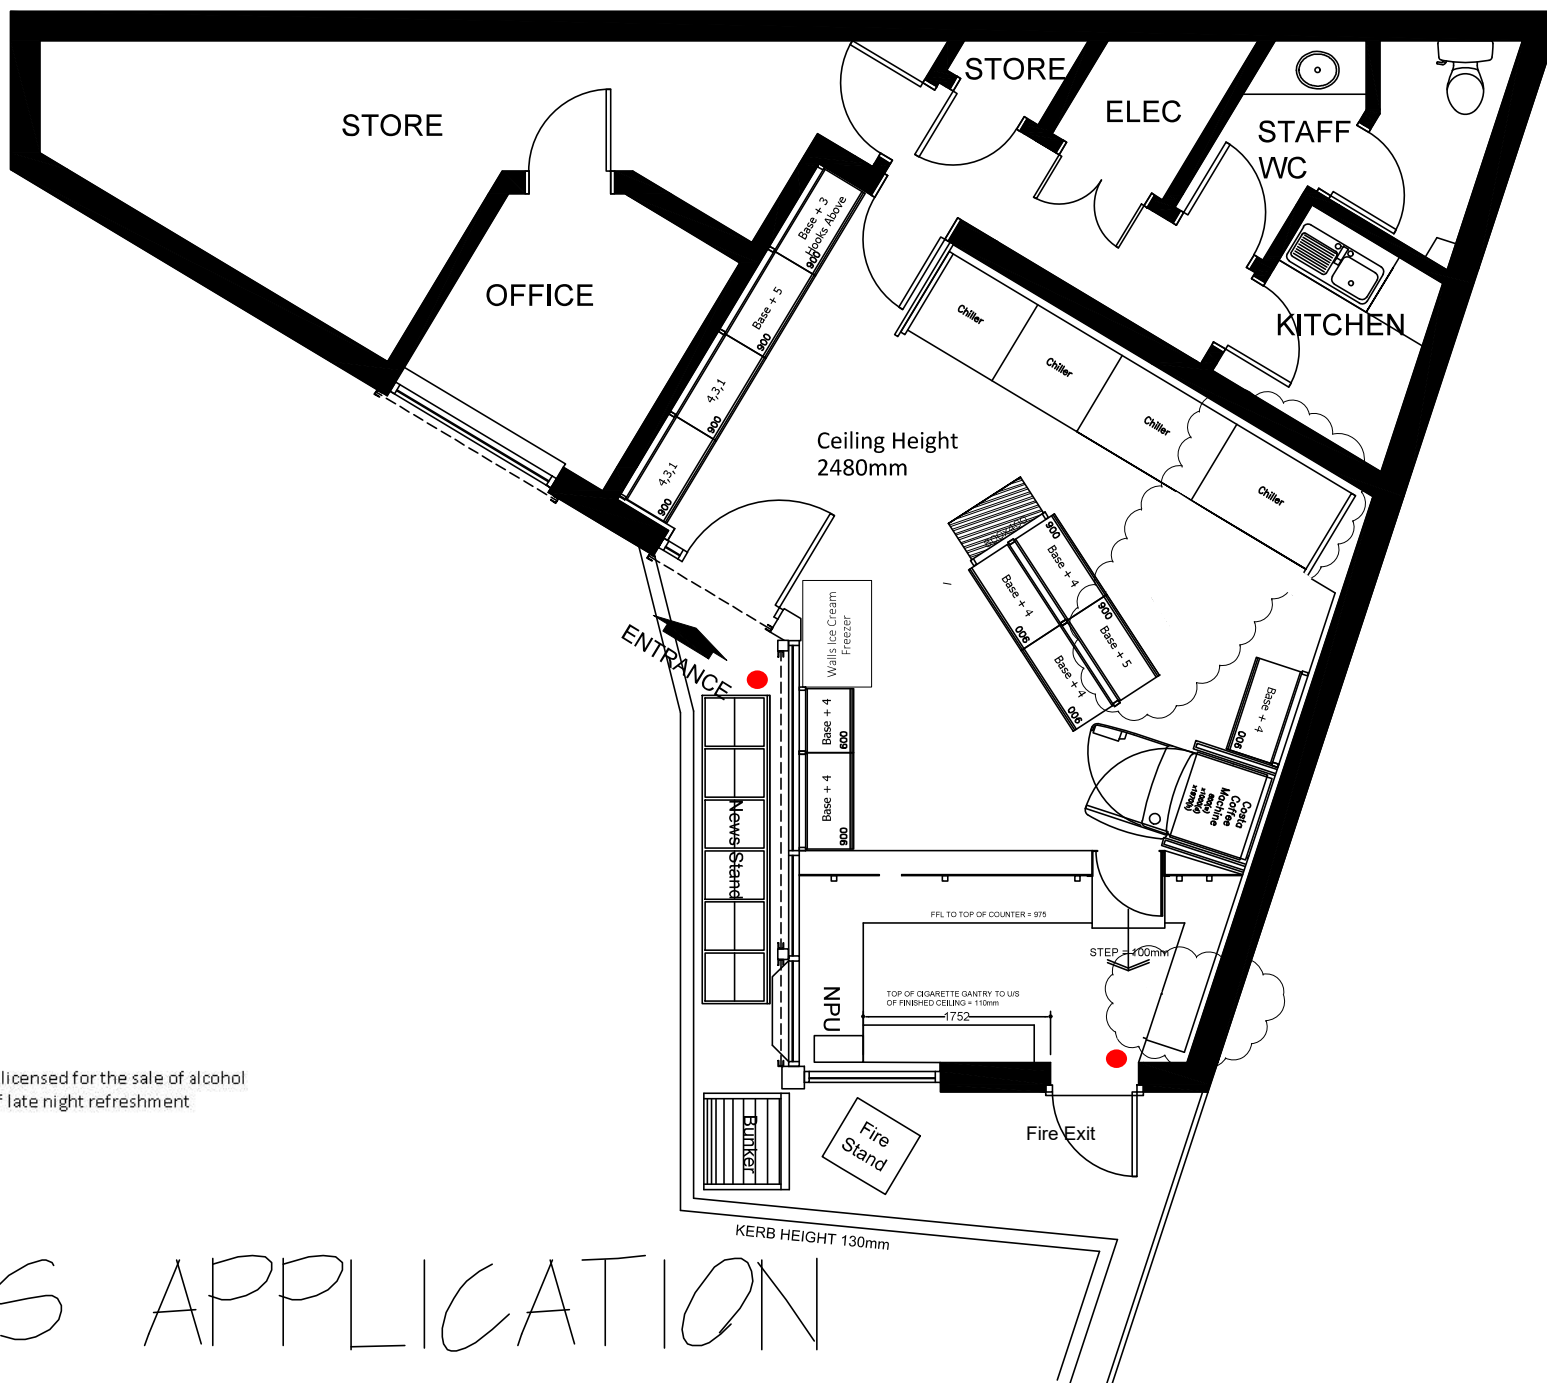 STORE
STORE
ELEC
STAFF
WC
OFFICE
KITCHEN
Base + 3
Hooks Above
900
Base + 5
900
4,3,1
900
4,3,1
900
Chiller
Chiller
Chiller
Chiller
Ceiling Height
2480mm
900
Base + 4
Base + 4
900
900
Base + 5
Base + 4
900
ENTRANCE
Walls Ice Cream
Freezer
Base + 4
600
Base + 4
900
Base + 4
900
Costa
Coffee
Machine
News Stand
FFL TO TOP OF COUNTER = 975
STEP = 100mm
NPU
TOP OF CIGARETTE GANTRY TO U/S
OF FINISHED CEILING = 110mm
1752
licensed for the sale of alcohol
f late night refreshment
Bunker
Fire
Stand
Fire Exit
KERB HEIGHT 130mm
S APPLICATION